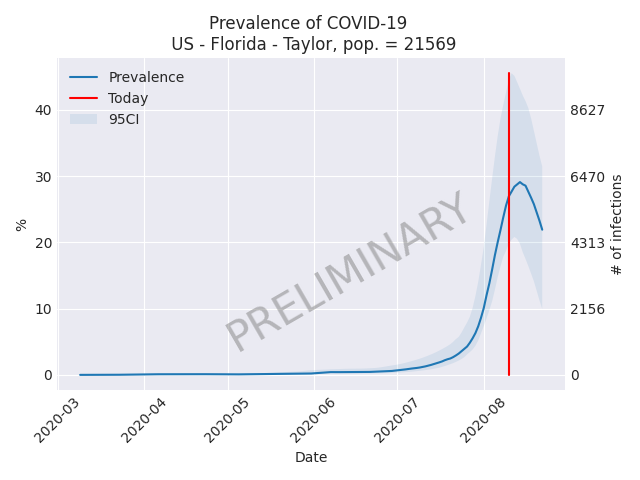 Prevalence of COVID-19
US - Florida - Taylor, pop. = 21569
Prevalence
Today
95CI
%
40
30
20
10
0
8627
6470
4313
2156
0
# of infections
PRELIMINARY
2020-03
2020-04
2020-05
2020-06
2020-07
2020-08
Date